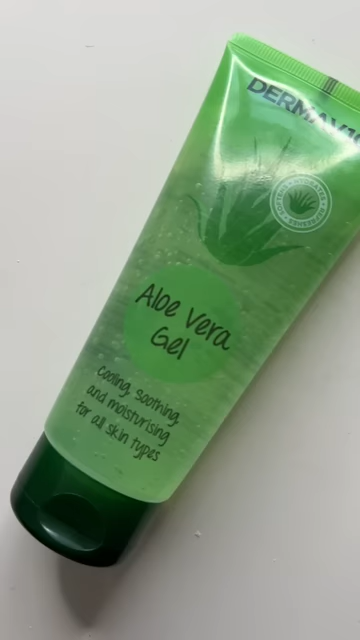 Aloe Vera
Gel
Cooling, soothing,
and moisturising
for all skin types